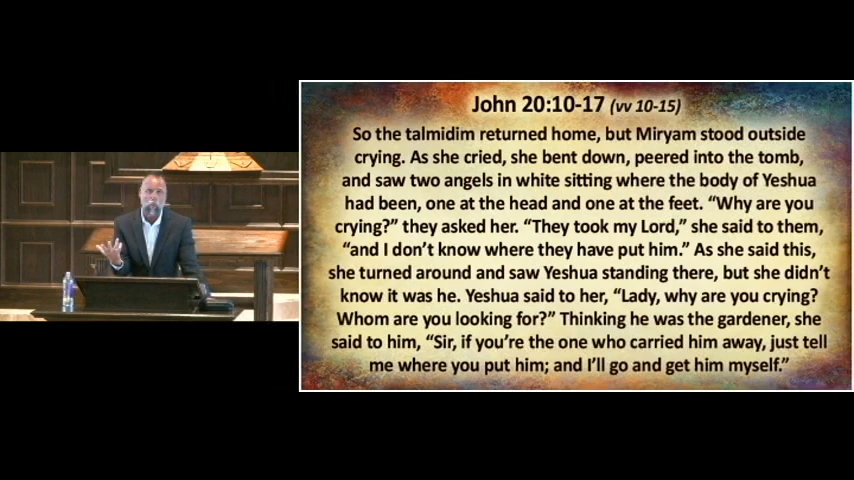 John 20:10-17 (vv 10-15)
So the talmidim returned home, but Miryam stood outside
crying. As she cried, she bent down, peered into the tomb,
and saw two angels in white sitting where the body of Yeshua
had been, one at the head and one at the feet. “Why are you
crying?” they asked her. “They took my Lord,” she said to them,
“and I don’t know where they have put him.” As she said this,
she turned around and saw Yeshua standing there, but she didn’t
know it was he. Yeshua said to her, “Lady, why are you crying?
Whom are you looking for?” Thinking he was the gardener, she
said to him, “Sir, if you’re the one who carried him away, just tell
me where you put him; and I’ll go and get him myself.”